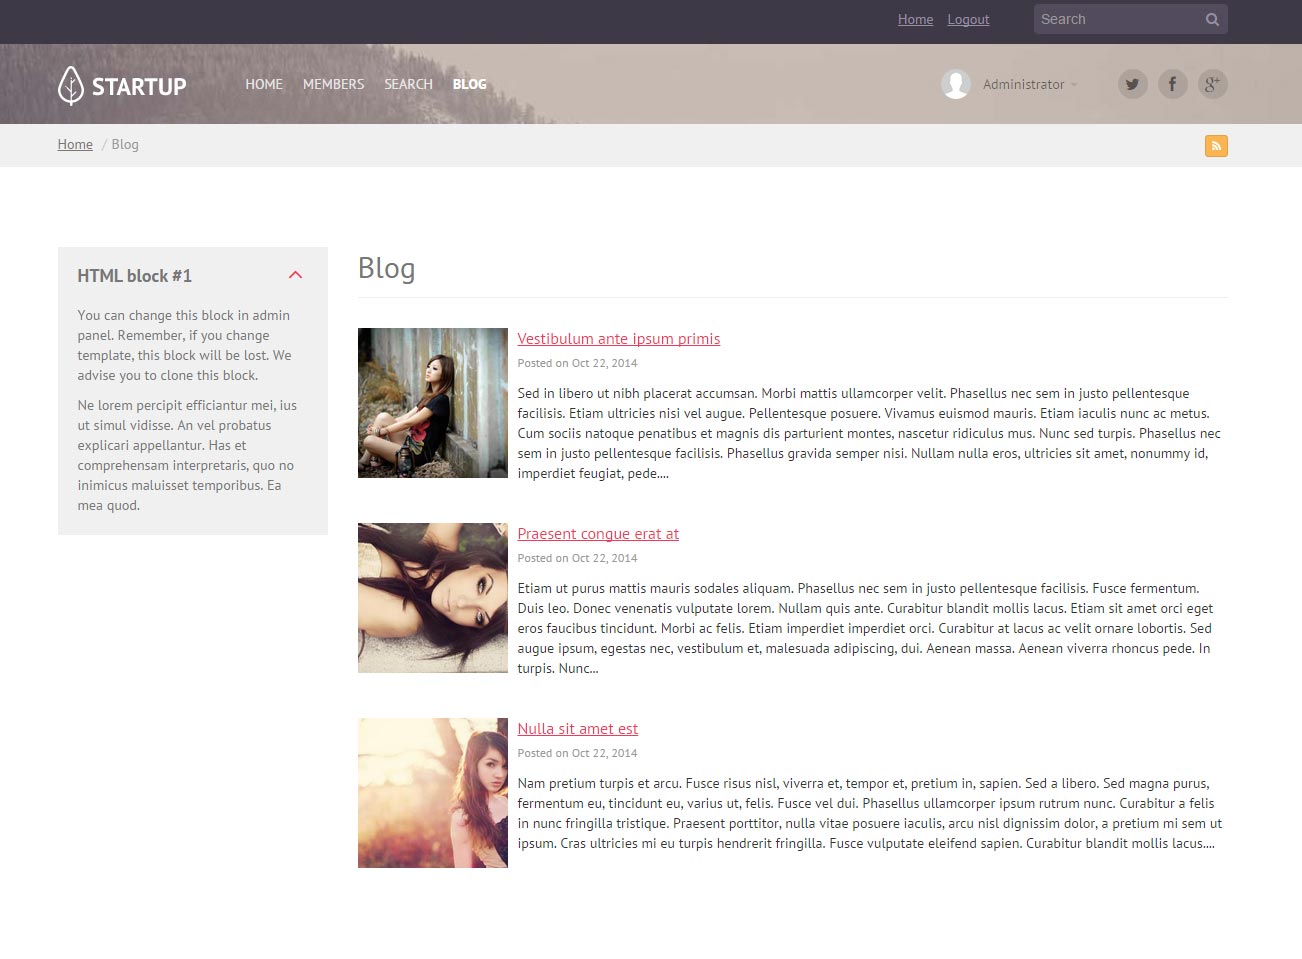 Home Logout Search
STARTUP HOME MEMBERS SEARCH BLOG Administrator
Home / Blog
HTML block #1
You can change this block in admin
panel. Remember, if you change
template, this block will be lost. We
advise you to clone this block.
Ne lorem percipit efficiantur mei, ius
ut simul vidisse. An vel probatus
explicari appellantur. Has et
comprehensam interpretaris, quo no
inimicus maluisset temporibus. Ea
mea quod.
Blog
Vestibulum ante ipsum primis
Posted on Oct 22, 2014
Sed in libero ut nibh placerat accumsan. Morbi mattis ullamcorper velit. Phasellus nec sem in justo pellentesque
facilisis. Etiam ultricies nisi vel augue. Pellentesque posuere. Vivamus euismod mauris. Etiam iaculis nunc ac metus.
Cum sociis natoque penatibus et magnis dis parturient montes, nascetur ridiculus mus. Nunc sed turpis. Phasellus nec
sem in justo pellentesque facilisis. Phasellus gravida semper nisi. Nullam nulla eros, ultricies sit amet, nonummy id,
imperdiet feugiat, pede....
Praesent congue erat at
Posted on Oct 22, 2014
Etiam ut purus mattis mauris sodales aliquam. Phasellus nec sem in justo pellentesque facilisis. Fusce fermentum.
Duis leo. Donec venenatis vulputate lorem. Nullam quis ante. Curabitur blandit mollis lacus. Etiam sit amet orci eget
eros faucibus tincidunt. Morbi ac felis. Etiam imperdiet imperdiet orci. Curabitur at lacus ac velit ornare lobortis. Sed
augue ipsum, egestas nec, vestibulum et, malesuada adipiscing, dui. Aenean massa. Aenean viverra rhoncus pede. In
turpis. Nunc...
Nulla sit amet est
Posted on Oct 22, 2014
Nam pretium turpis et arcu. Fusce risus nisl, viverra et, tempor et, pretium in, sapien. Sed a libero. Sed magna purus,
fermentum eu, tincidunt eu, varius ut, felis. Fusce vel dui. Phasellus ullamcorper ipsum rutrum nunc. Curabitur a felis
in nunc fringilla tristique. Praesent porttitor, nulla vitae posuere iaculis, arcu nisl dignissim dolor, a pretium mi sem ut
ipsum. Cras ultricies mi eu turpis hendrerit fringilla. Fusce vulputate eleifend sapien. Curabitur blandit mollis lacus....